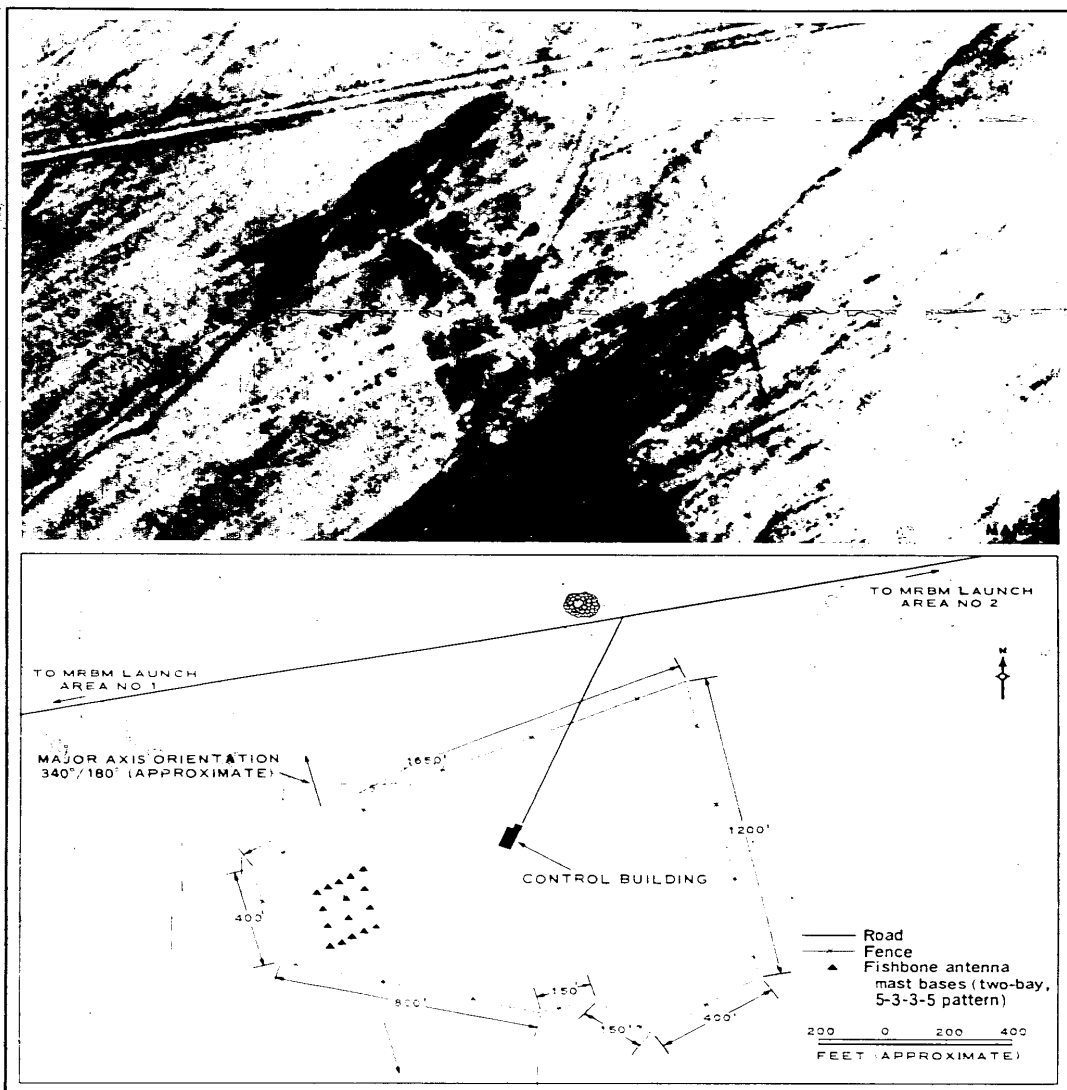 TO MRBM LAUNCH
AREA NO 2
N
TO MRBM LAUNCH
AREA NO 1
MAJOR AXIS ORIENTATION
340°/180° (APPROXIMATE)
1650'
1200'
CONTROL BUILDING
400'
Road
Fence
Fishbone antenna
mast bases (two-bay,
5-3-3-5 pattern)
800'
150'
150'
400'
200 0 200 400
FEET (APPROXIMATE)